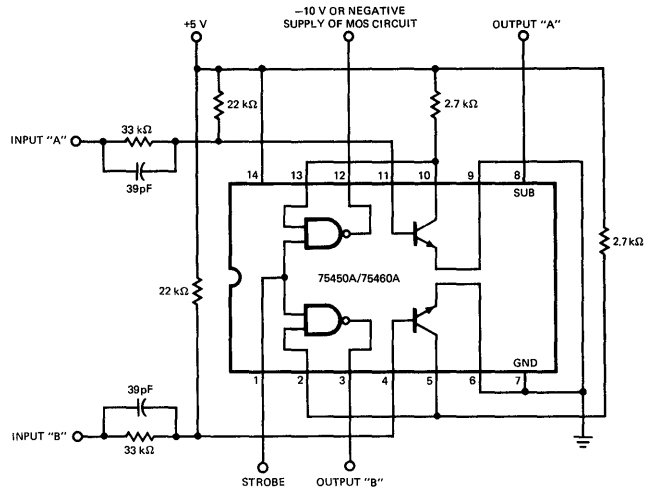 +5 V
−10 V OR NEGATIVE
SUPPLY OF MOS CIRCUIT
OUTPUT "A"
22 kΩ
2.7 kΩ
INPUT "A"
33 kΩ
39pF
14
13
12
11
10
9
8
SUB
2.7kΩ
75450A/75460A
22 kΩ
GND
1
2
3
4
5
6
7
39pF
INPUT "B"
33 kΩ
STROBE
OUTPUT "B"